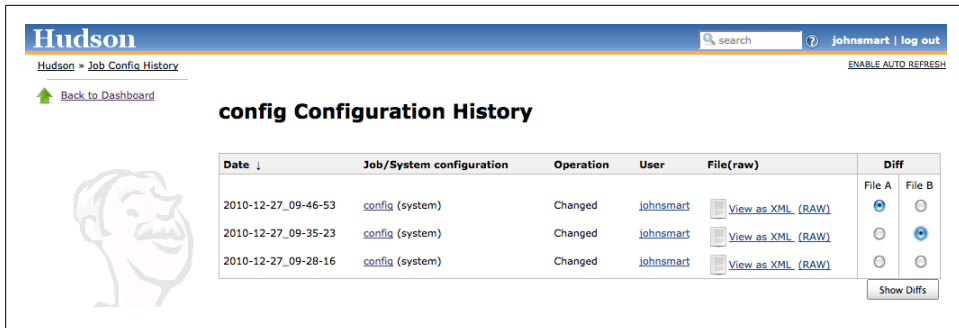 Hudson
search
?
johnsmart | log out
Hudson » Job Config History
ENABLE AUTO REFRESH
Back to Dashboard
config Configuration History
Date ↓ Job/System configuration Operation User File(raw) Diff
File A File B
2010-12-27_09-46-53 config (system) Changed johnsmart View as XML (RAW)
2010-12-27_09-35-23 config (system) Changed johnsmart View as XML (RAW)
2010-12-27_09-28-16 config (system) Changed johnsmart View as XML (RAW)
Show Diffs